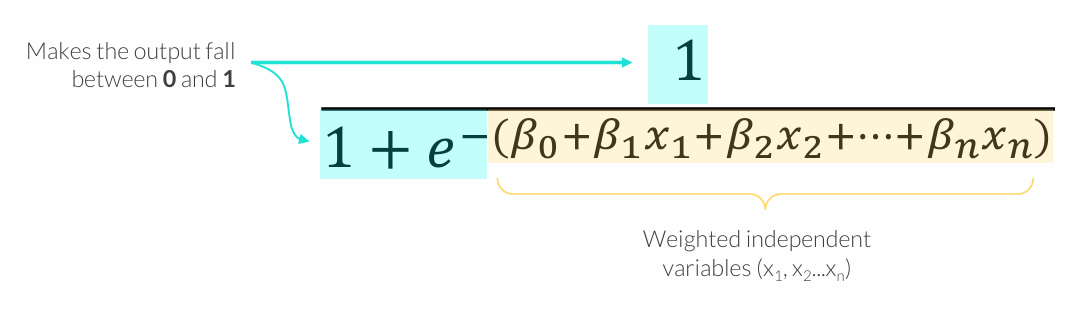 Makes the output fall
between 0 and 1
1
1 + e^−(β₀+β₁x₁+β₂x₂+⋯+βₙxₙ)
Weighted independent
variables (x₁, x₂...xₙ)